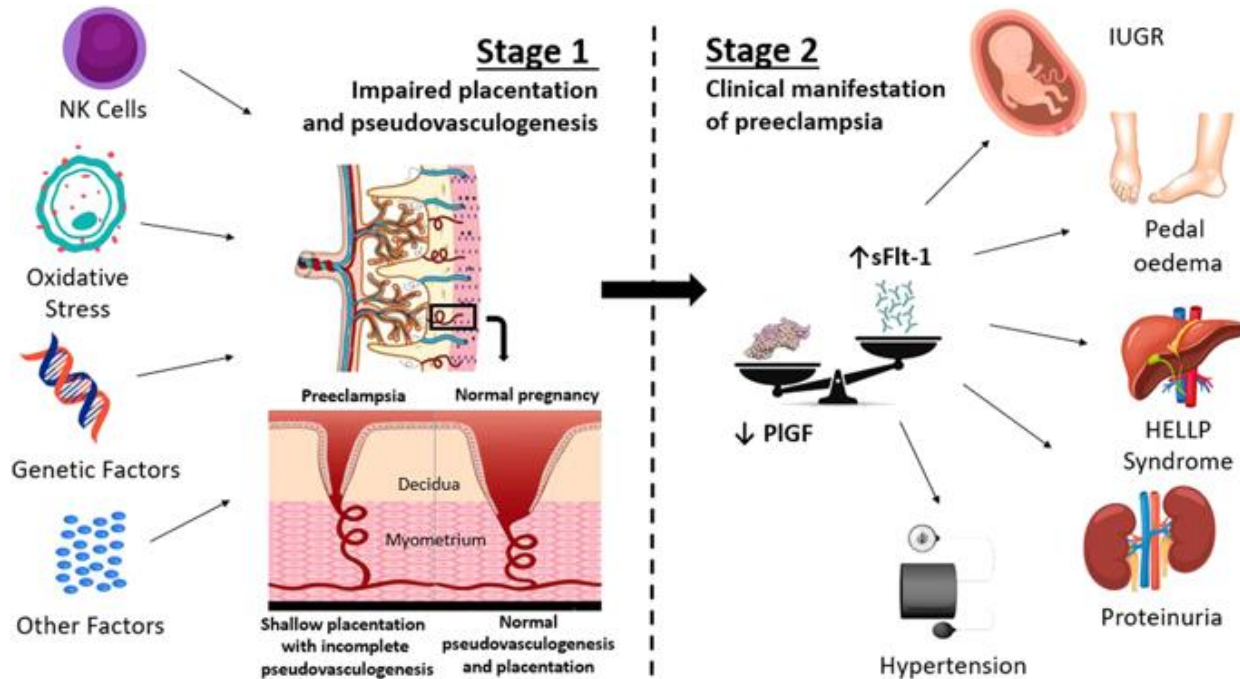 NK Cells
Oxidative
Stress
Genetic Factors
Other Factors
Stage 1
Impaired placentation
and pseudovasculogenesis
Preeclampsia
Normal pregnancy
Decidua
Myometrium
Shallow placentation
with incomplete
pseudovasculogenesis
Normal
pseudovasculogenesis
and placentation
Stage 2
Clinical manifestation
of preeclampsia
↑sFlt-1
↓ PlGF
IUGR
Pedal
oedema
HELLP
Syndrome
Proteinuria
Hypertension